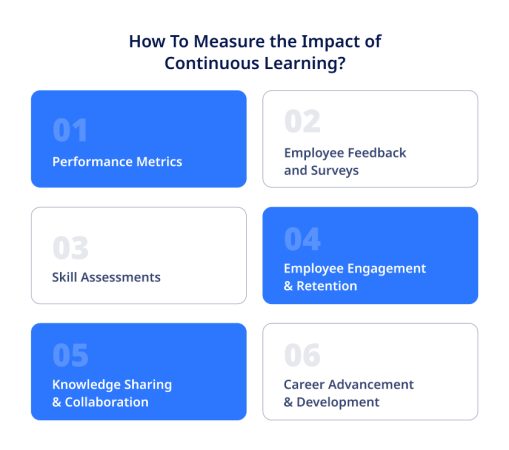 How To Measure the Impact of
Continuous Learning?
01
Performance Metrics
02
Employee Feedback
and Surveys
03
Skill Assessments
04
Employee Engagement
& Retention
05
Knowledge Sharing
& Collaboration
06
Career Advancement
& Development